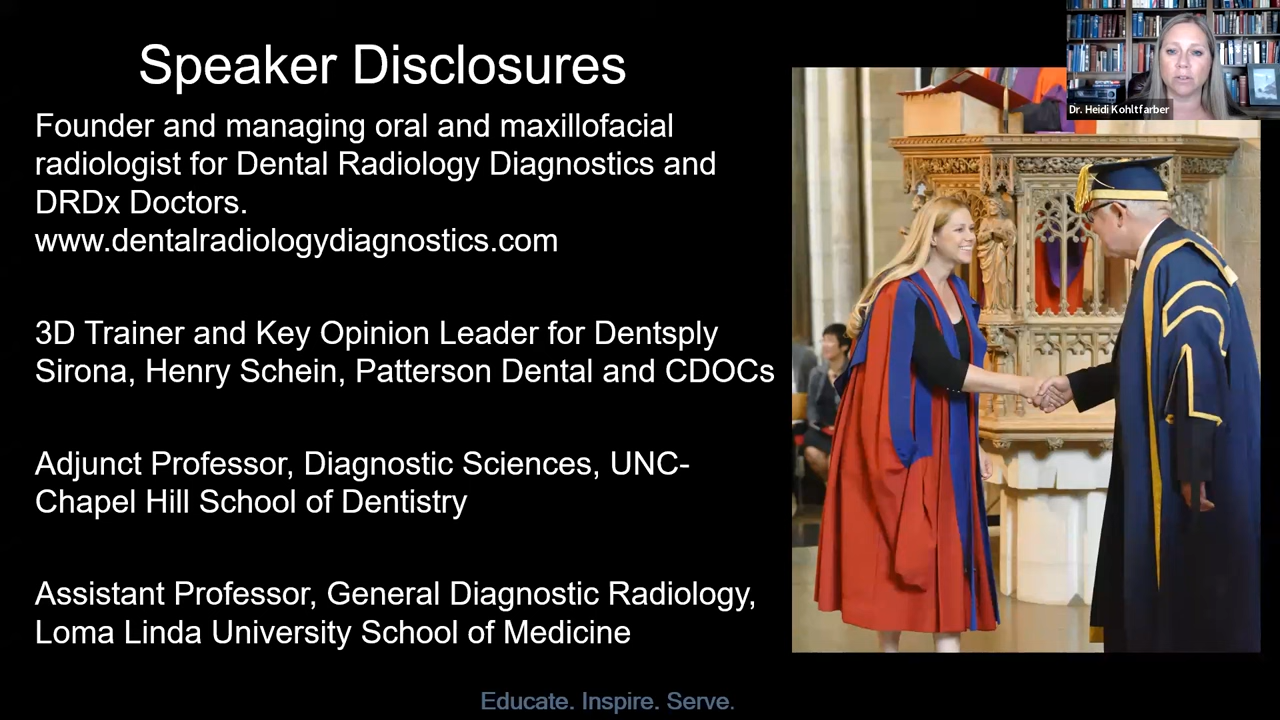 Speaker Disclosures
Founder and managing oral and maxillofacial
radiologist for Dental Radiology Diagnostics and
DRDx Doctors.
www.dentalradiologydiagnostics.com
3D Trainer and Key Opinion Leader for Dentsply
Sirona, Henry Schein, Patterson Dental and CDOCs
Adjunct Professor, Diagnostic Sciences, UNC-
Chapel Hill School of Dentistry
Assistant Professor, General Diagnostic Radiology,
Loma Linda University School of Medicine
Educate. Inspire. Serve.
Dr. Heidi Kohltfarber